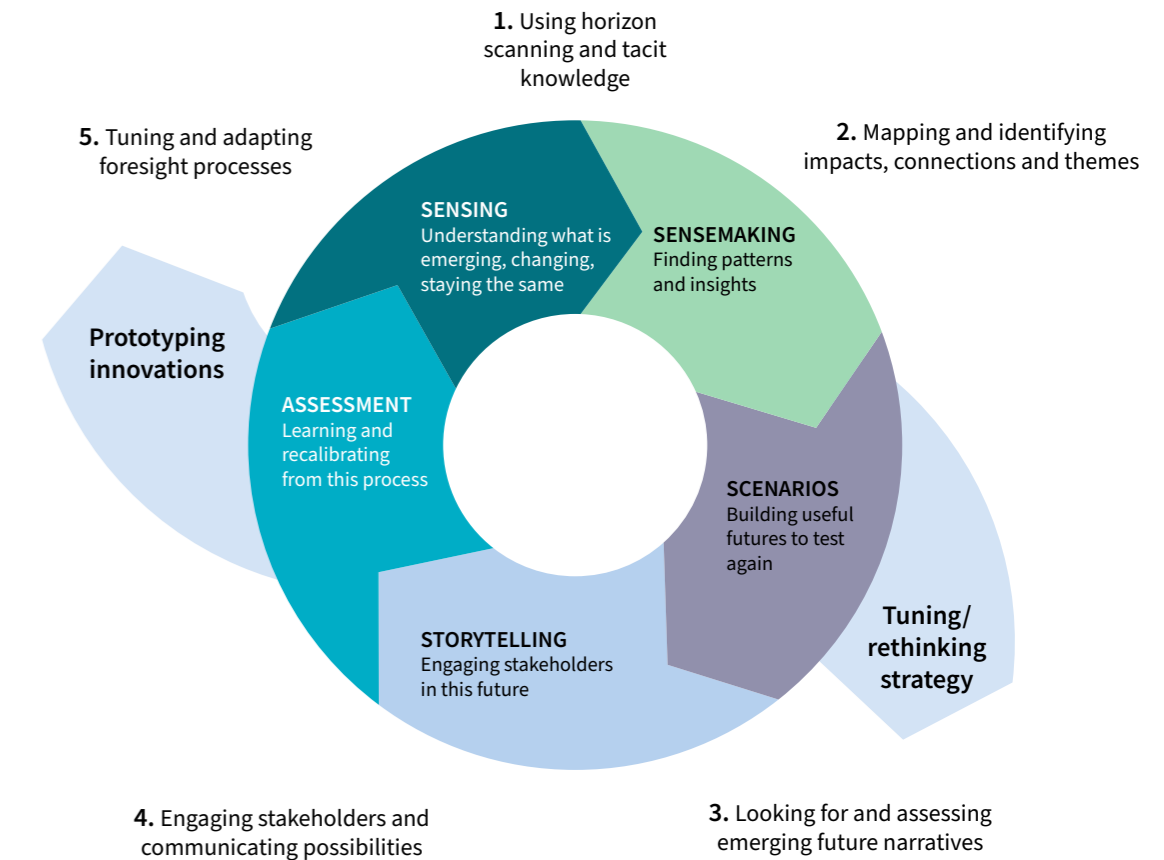 1. Using horizon
scanning and tacit
knowledge
2. Mapping and identifying
impacts, connections and themes
5. Tuning and adapting
foresight processes
SENSING
Understanding what is
emerging, changing,
staying the same
SENSEMAKING
Finding patterns
and insights
Prototyping
innovations
ASSESSMENT
Learning and
recalibrating
from this process
SCENARIOS
Building useful
futures to test
again
Tuning/
rethinking
strategy
STORYTELLING
Engaging stakeholders
in this future
4. Engaging stakeholders and
communicating possibilities
3. Looking for and assessing
emerging future narratives